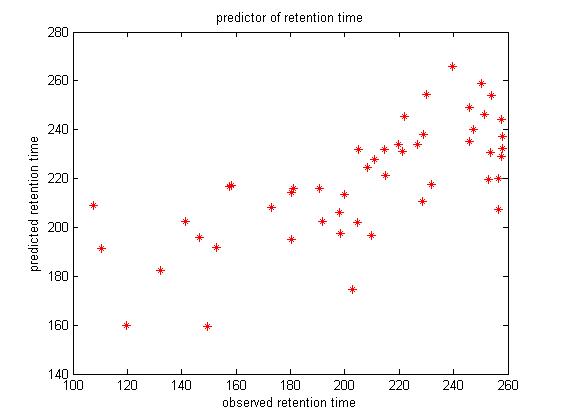 predictor of retention time
280
260
240
220
200
180
160
140
predicted retention time
100 120 140 160 180 200 220 240 260
observed retention time